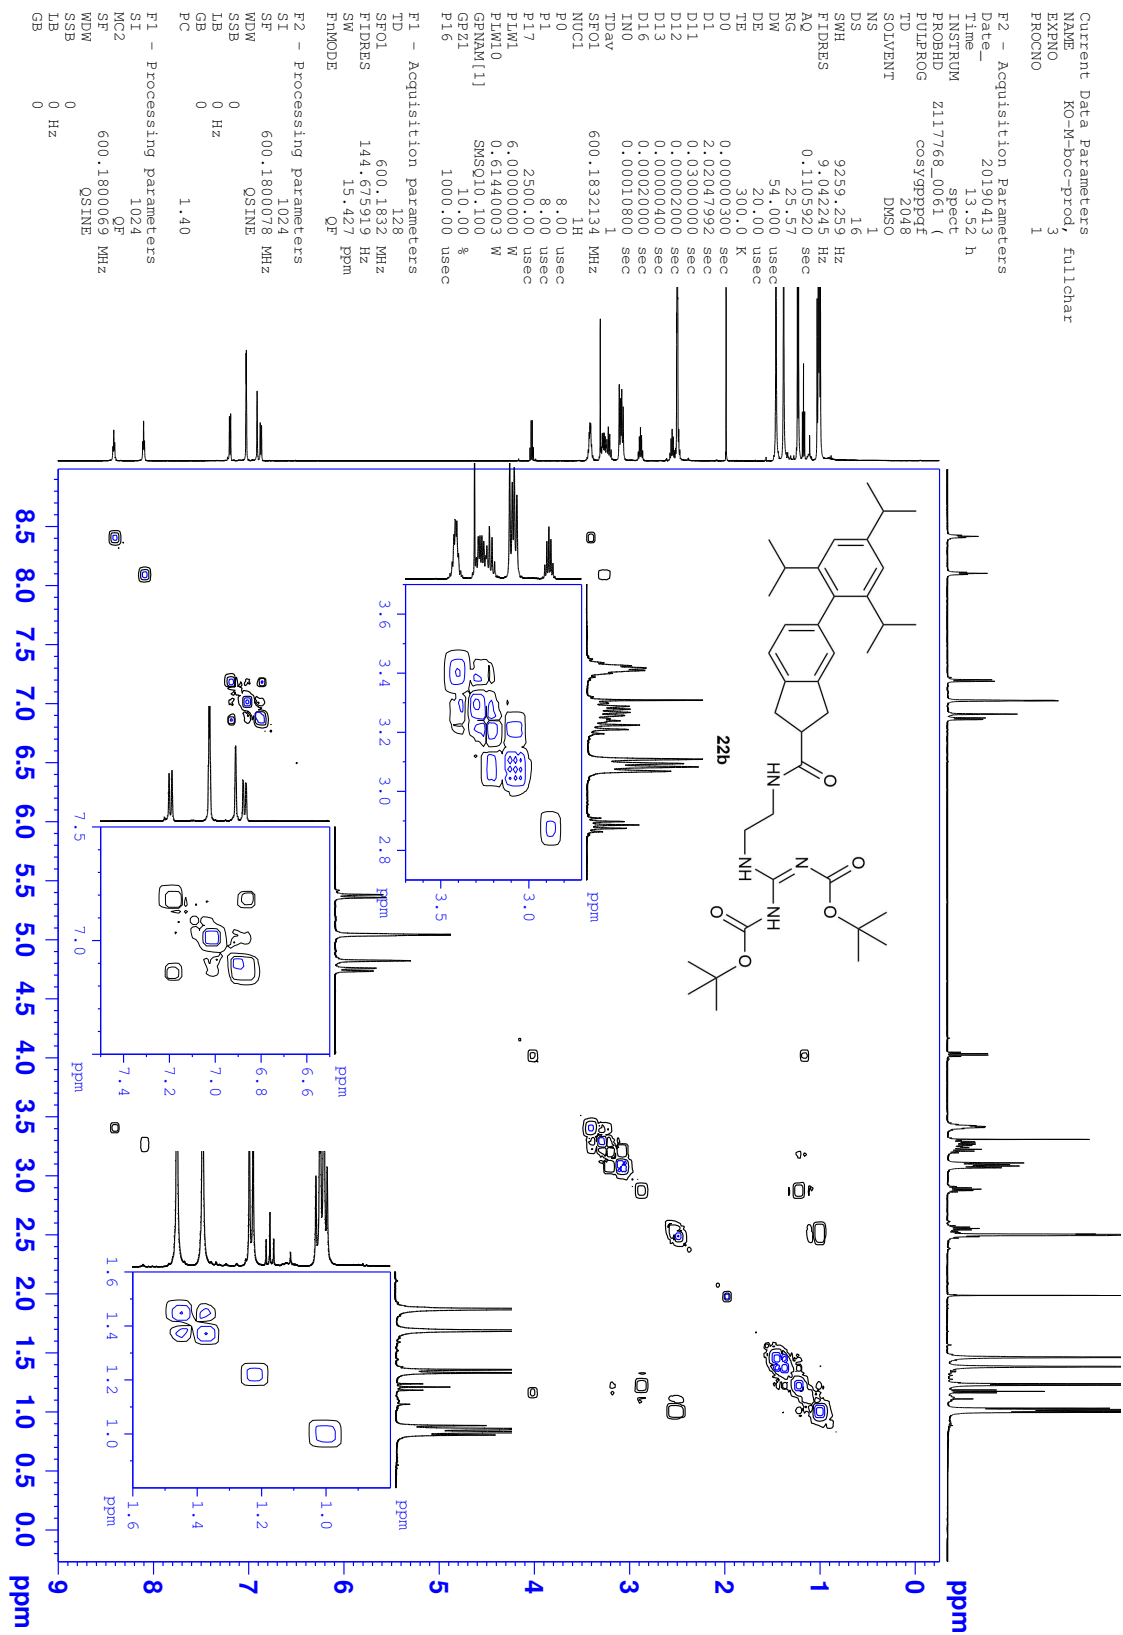 Current Data Parameters
NAME KO-M-boc-prod, fullchar
EXPNO 3
PROCNO 1
F2 - Acquisition Parameters
Date_ 20190413
Time 13.52 h
INSTRUM spect
PROBHD Z117768_0061 (
PULPROG cosygpppqf
TD 2048
SOLVENT DMSO
NS 1
DS 16
SWH 9259.259 Hz
FIDRES 9.042245 Hz
AQ 0.1105920 sec
RG 25.57
DW 54.000 usec
DE 20.00 usec
TE 300.0 K
D0 0.00000300 sec
D1 2.02047992 sec
D11 0.03000000 sec
D12 0.00002000 sec
D13 0.00000400 sec
D16 0.00020000 sec
IN0 0.00010800 sec
TDav 1
SFO1 600.1832134 MHz
NUC1 1H
P0 8.00 usec
P1 8.00 usec
P17 2500.00 usec
PLW1 6.00000000 W
PLW10 0.61440003 W
GPNAM[1] SMSQ10.100
GPZ1 10.00 %
P16 1000.00 usec
F1 - Acquisition parameters
TD 128
SFO1 600.1832 MHz
FIDRES 144.675919 Hz
SW 15.427 ppm
FnMODE QF
F2 - Processing parameters
SI 1024
SF 600.1800078 MHz
WDW QSINE
SSB 0
LB 0 Hz
GB 0
PC 1.40
F1 - Processing parameters
SI 1024
MC2 QF
SF 600.1800069 MHz
WDW QSINE
SSB 0
LB 0 Hz
GB 0
O
HN
NH
N
O
O
NH
O
O
22b
3.6 3.4 3.2 3.0 2.8 ppm
3.5 3.0 ppm
7.5 7.0 ppm
7.4 7.2 7.0 6.8 6.6 ppm
1.6 1.4 1.2 1.0 ppm
1.6 1.4 1.2 1.0 ppm
8.5 8.0 7.5 7.0 6.5 6.0 5.5 5.0 4.5 4.0 3.5 3.0 2.5 2.0 1.5 1.0 0.5 0.0 ppm
9 8 7 6 5 4 3 2 1 0 ppm